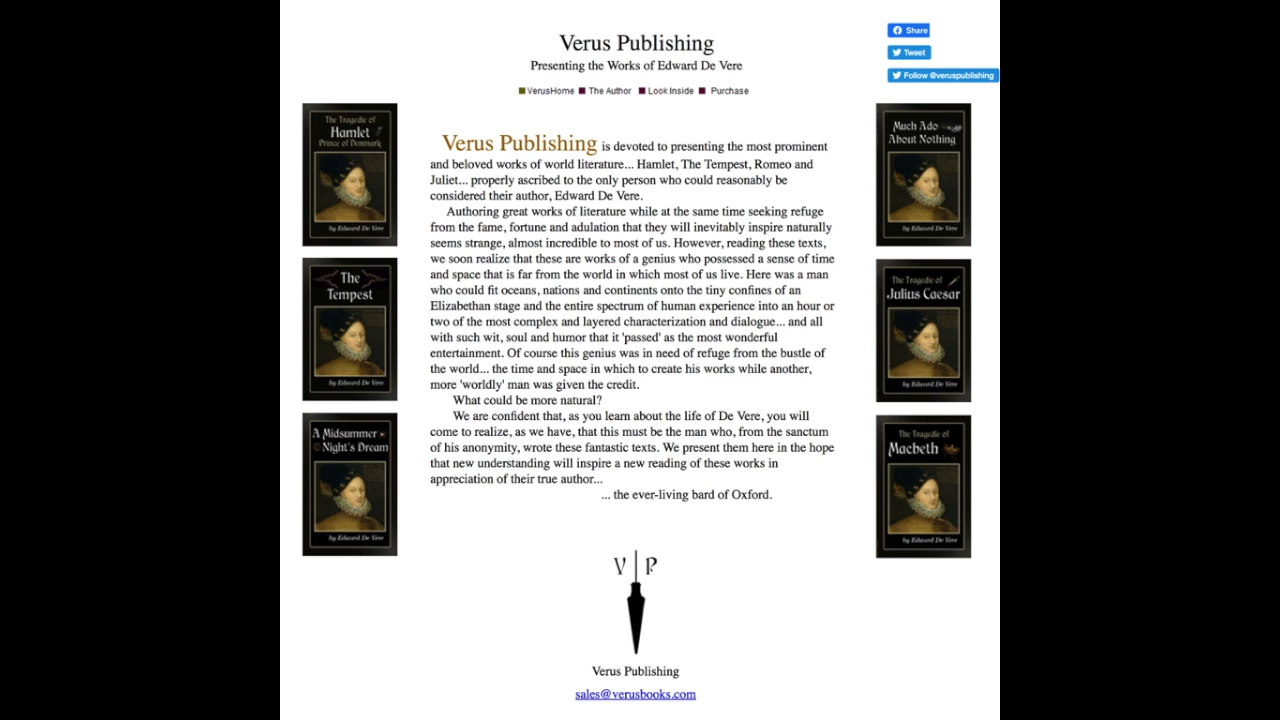 Verus Publishing
Presenting the Works of Edward De Vere
Share
Tweet
Follow @veruspublishing
VerusHome The Author Look Inside Purchase
The Tragedie of
Hamlet
Prince of Denmark
by Edward De Vere
The
Tempest
by Edward De Vere
A Midsummer
Night's Dream
by Edward De Vere
Verus Publishing is devoted to presenting the most prominent
and beloved works of world literature... Hamlet, The Tempest, Romeo and
Juliet... properly ascribed to the only person who could reasonably be
considered their author, Edward De Vere.
Authoring great works of literature while at the same time seeking refuge
from the fame, fortune and adulation that they will inevitably inspire naturally
seems strange, almost incredible to most of us. However, reading these texts,
we soon realize that these are works of a genius who possessed a sense of time
and space that is far from the world in which most of us live. Here was a man
who could fit oceans, nations and continents onto the tiny confines of an
Elizabethan stage and the entire spectrum of human experience into an hour or
two of the most complex and layered characterization and dialogue... and all
with such wit, soul and humor that it 'passed' as the most wonderful
entertainment. Of course this genius was in need of refuge from the bustle of
the world... the time and space in which to create his works while another,
more 'worldly' man was given the credit.
What could be more natural?
We are confident that, as you learn about the life of De Vere, you will
come to realize, as we have, that this must be the man who, from the sanctum
of his anonymity, wrote these fantastic texts. We present them here in the hope
that new understanding will inspire a new reading of these works in
appreciation of their true author...
... the ever-living bard of Oxford.
Much Ado
About Nothing
by Edward De Vere
The Tragedie of
Julius Caesar
by Edward De Vere
The Tragedie of
Macbeth
by Edward De Vere
V P
Verus Publishing
sales@verusbooks.com